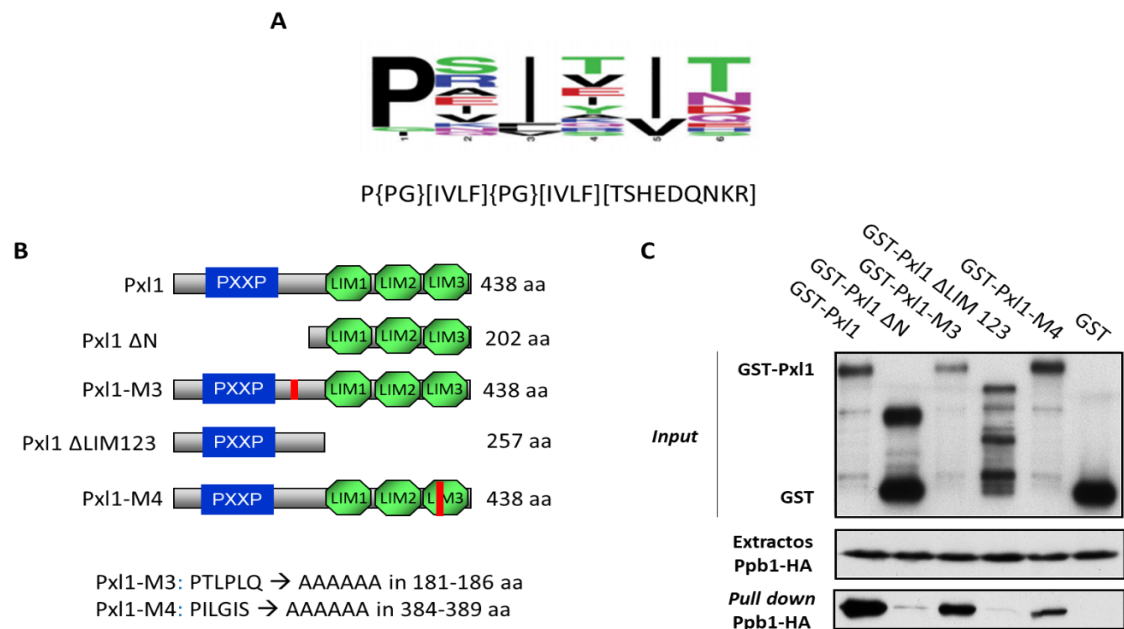 A
P{PG}[IVLF]{PG}[IVLF][TSHEDQNKR]
B
Pxl1 PXXP LIM1 LIM2 LIM3 438 aa
Pxl1 ΔN LIM1 LIM2 LIM3 202 aa
Pxl1-M3 PXXP LIM1 LIM2 LIM3 438 aa
Pxl1 ΔLIM123 PXXP 257 aa
Pxl1-M4 PXXP LIM1 LIM2 LIM3 438 aa
Pxl1-M3: PTLPLQ → AAAAAA in 181-186 aa
Pxl1-M4: PILGIS → AAAAAA in 384-389 aa
C
GST-Pxl1
GST-Pxl1 ΔN
GST-Pxl1-M3
GST-Pxl1 ΔLIM 123
GST-Pxl1-M4
GST
GST-Pxl1
Input
GST
Extractos
Ppb1-HA
Pull down
Ppb1-HA